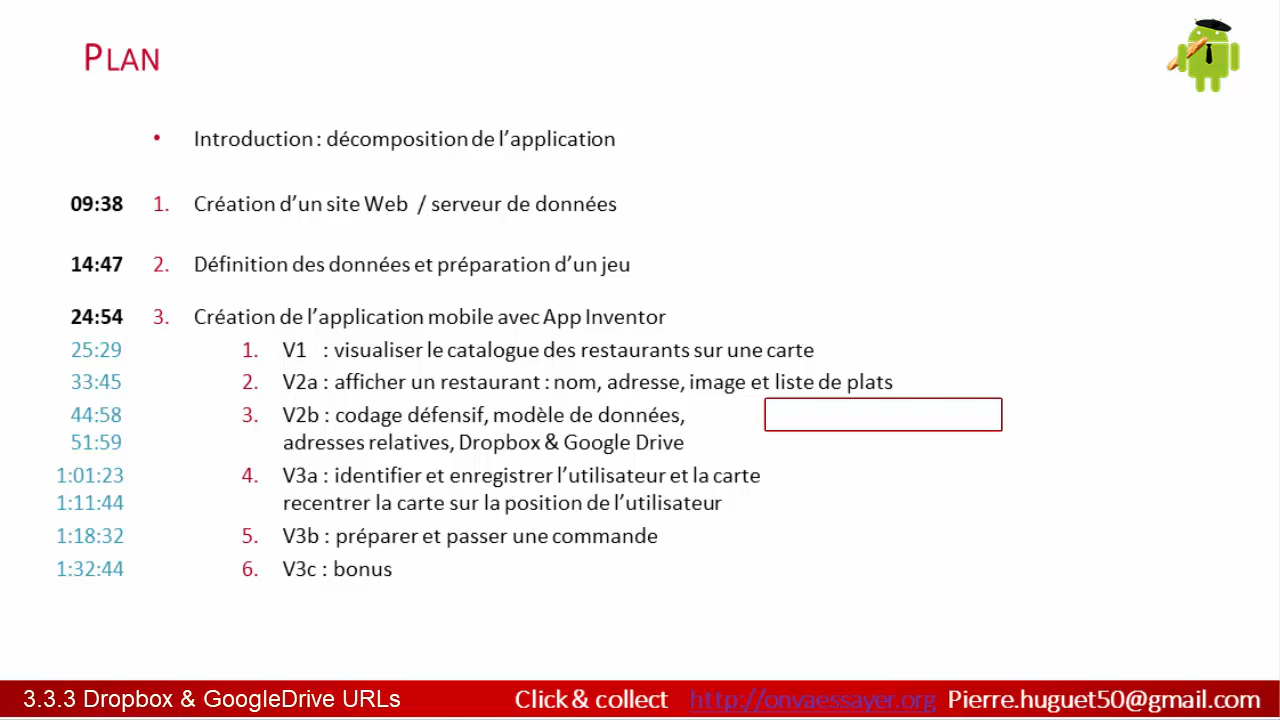 PLAN
• Introduction : décomposition de l'application
09:38 1. Création d'un site Web / serveur de données
14:47 2. Définition des données et préparation d'un jeu
24:54 3. Création de l'application mobile avec App Inventor
25:29 1. V1 : visualiser le catalogue des restaurants sur une carte
33:45 2. V2a : afficher un restaurant : nom, adresse, image et liste de plats
44:58 3. V2b : codage défensif, modèle de données,
51:59 adresses relatives, Dropbox & Google Drive
1:01:23 4. V3a : identifier et enregistrer l'utilisateur et la carte
1:11:44 recentrer la carte sur la position de l'utilisateur
1:18:32 5. V3b : préparer et passer une commande
1:32:44 6. V3c : bonus
3.3.3 Dropbox & GoogleDrive URLs Click & collect http://onvaessayer.org Pierre.huguet50@gmail.com